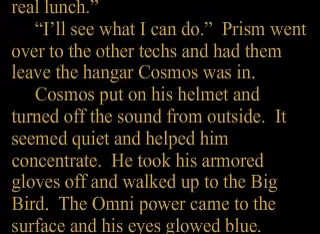 real lunch.”
“I’ll see what I can do.”  Prism went
over to the other techs and had them
leave the hangar Cosmos was in.
Cosmos put on his helmet and
turned off the sound from outside.  It
seemed quiet and helped him
concentrate.  He took his armored
gloves off and walked up to the Big
Bird.  The Omni power came to the
surface and his eyes glowed blue.